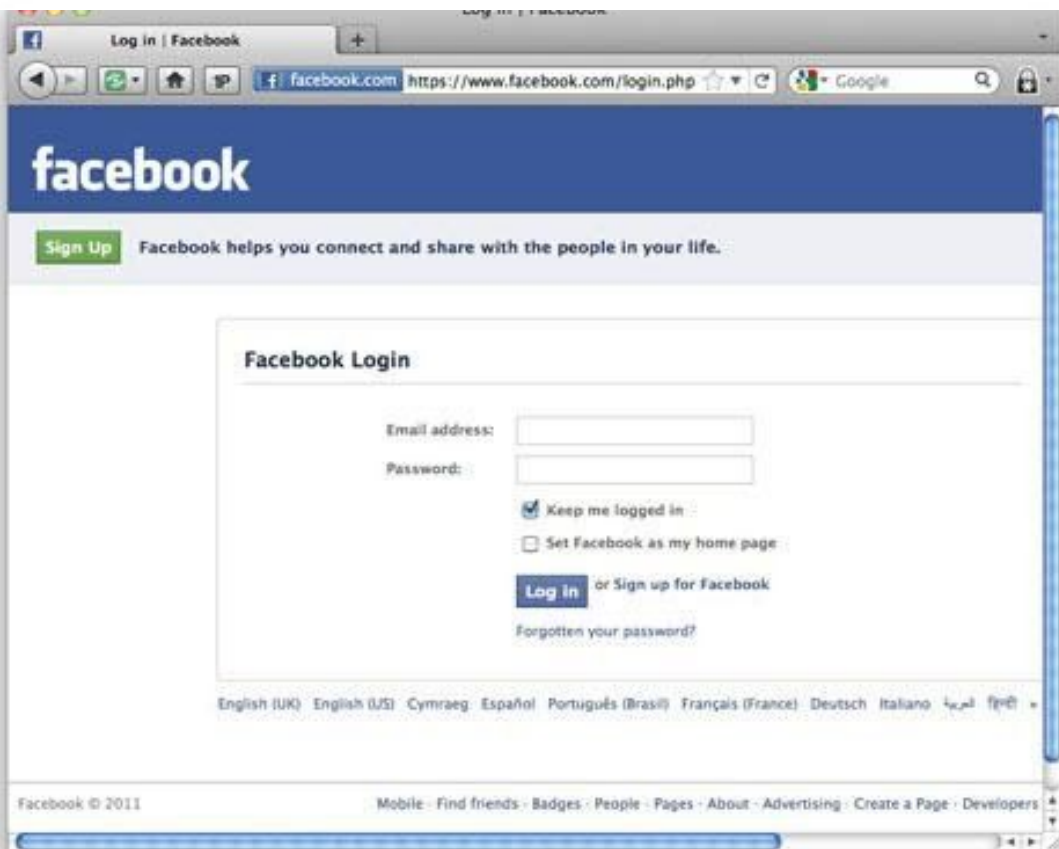 Log in | Facebook
Log in | Facebook
+
1P
facebook.com https://www.facebook.com/login.php
Google
facebook
Sign Up Facebook helps you connect and share with the people in your life.
Facebook Login
Email address:
Password:
Keep me logged in
Set Facebook as my home page
Log in or Sign up for Facebook
Forgotten your password?
English (UK) English (US) Cymraeg Español Português (Brasil) Français (France) Deutsch Italiano العربية हिन्दी »
Facebook © 2011
Mobile · Find friends · Badges · People · Pages · About · Advertising · Create a Page · Developers